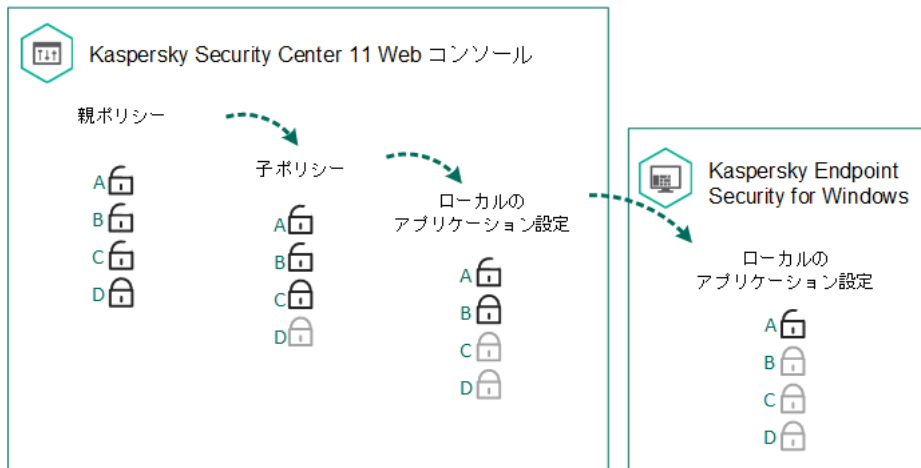 Kaspersky Security Center 11 Web コンソール
親ポリシー
A
B
C
D
子ポリシー
A
B
C
D
ローカルの
アプリケーション設定
A
B
C
D
Kaspersky Endpoint
Security for Windows
ローカルの
アプリケーション設定
A
B
C
D